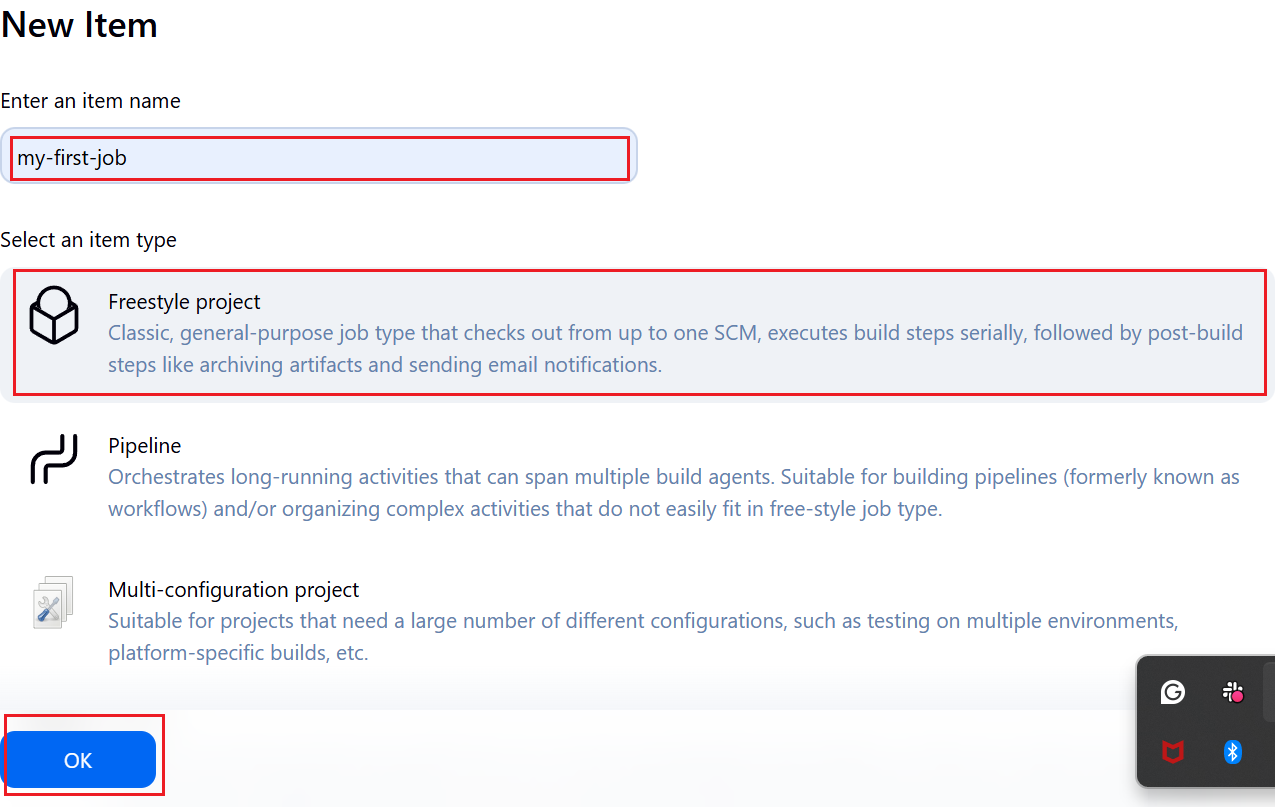 New Item
Enter an item name
my-first-job
Select an item type
Freestyle project
Classic, general-purpose job type that checks out from up to one SCM, executes build steps serially, followed by post-build
steps like archiving artifacts and sending email notifications.
Pipeline
Orchestrates long-running activities that can span multiple build agents. Suitable for building pipelines (formerly known as
workflows) and/or organizing complex activities that do not easily fit in free-style job type.
Multi-configuration project
Suitable for projects that need a large number of different configurations, such as testing on multiple environments,
platform-specific builds, etc.
OK